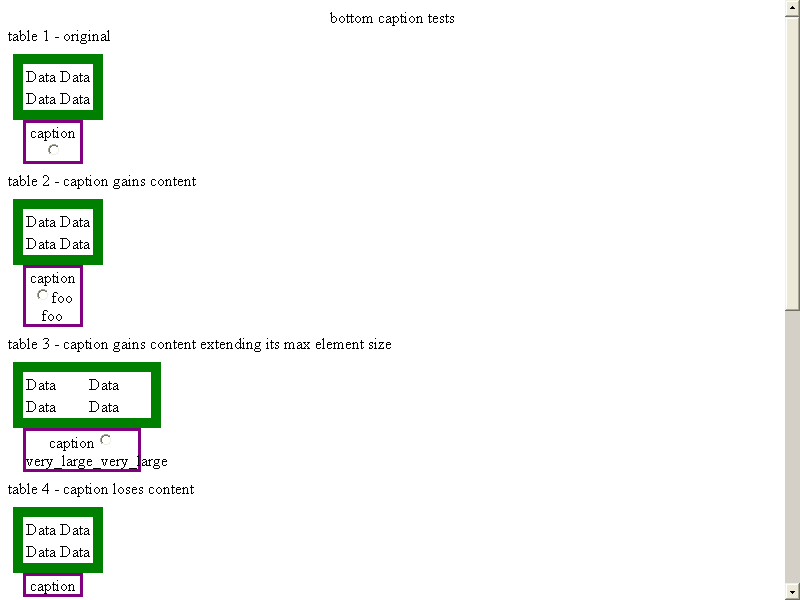 bottom caption tests
table 1 - original
Data Data
Data Data
caption
table 2 - caption gains content
Data Data
Data Data
caption
foo
foo
table 3 - caption gains content extending its max element size
Data Data
Data Data
caption
very_large_very_large
table 4 - caption loses content
Data Data
Data Data
caption